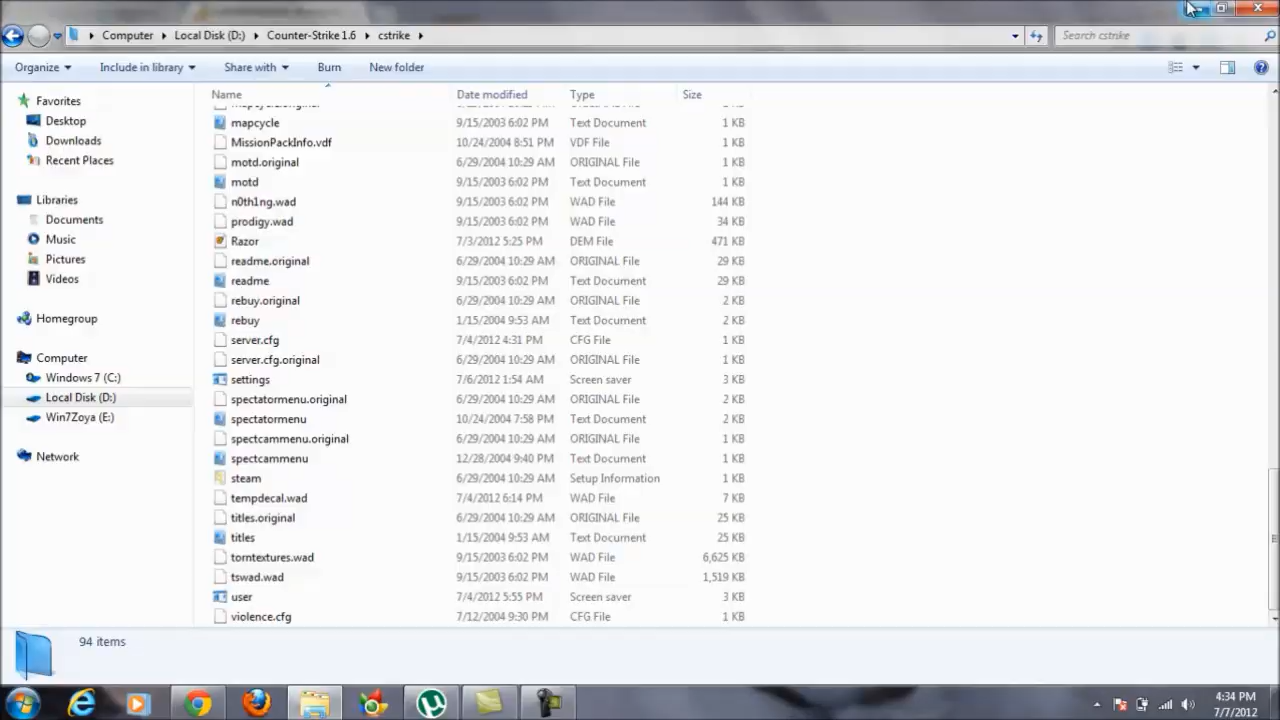 Computer Local Disk (D:) Counter-Strike 1.6 cstrike Search cstrike
Organize Include in library Share with Burn New folder
Name Date modified Type Size
Favorites
Desktop
Downloads
Recent Places
Libraries
Documents
Music
Pictures
Videos
Homegroup
Computer
Windows 7 (C:)
Local Disk (D:)
Win7Zoya (E:)
Network
mapcycle 9/15/2003 6:02 PM Text Document 1 KB
MissionPackInfo.vdf 10/24/2004 8:51 PM VDF File 1 KB
motd.original 6/29/2004 10:29 AM ORIGINAL File 1 KB
motd 9/15/2003 6:02 PM Text Document 1 KB
n0th1ng.wad 9/15/2003 6:02 PM WAD File 144 KB
prodigy.wad 9/15/2003 6:02 PM WAD File 34 KB
Razor 7/3/2012 5:25 PM DEM File 471 KB
readme.original 6/29/2004 10:29 AM ORIGINAL File 29 KB
readme 9/15/2003 6:02 PM Text Document 29 KB
rebuy.original 6/29/2004 10:29 AM ORIGINAL File 2 KB
rebuy 1/15/2004 9:53 AM Text Document 2 KB
server.cfg 7/4/2012 4:31 PM CFG File 1 KB
server.cfg.original 6/29/2004 10:29 AM ORIGINAL File 1 KB
settings 7/6/2012 1:54 AM Screen saver 3 KB
spectatormenu.original 6/29/2004 10:29 AM ORIGINAL File 2 KB
spectatormenu 10/24/2004 7:58 PM Text Document 2 KB
spectcammenu.original 6/29/2004 10:29 AM ORIGINAL File 1 KB
spectcammenu 12/28/2004 9:40 PM Text Document 1 KB
steam 6/29/2004 10:29 AM Setup Information 1 KB
tempdecal.wad 7/4/2012 6:14 PM WAD File 7 KB
titles.original 6/29/2004 10:29 AM ORIGINAL File 25 KB
titles 1/15/2004 9:53 AM Text Document 25 KB
torntextures.wad 9/15/2003 6:02 PM WAD File 6,625 KB
tswad.wad 9/15/2003 6:02 PM WAD File 1,519 KB
user 7/4/2012 5:55 PM Screen saver 3 KB
violence.cfg 7/12/2004 9:30 PM CFG File 1 KB
94 items
4:34 PM
7/7/2012